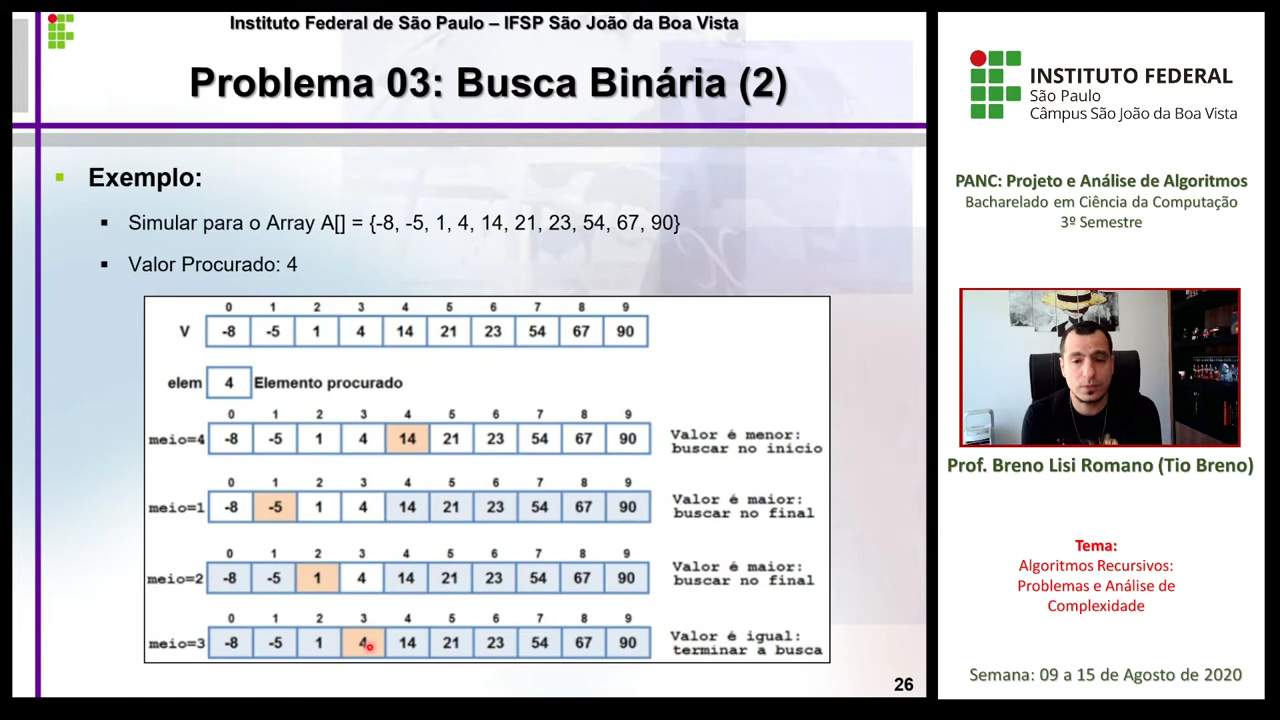 Instituto Federal de São Paulo – IFSP São João da Boa Vista
Problema 03: Busca Binária (2)
Exemplo:
Simular para o Array A[] = {-8, -5, 1, 4, 14, 21, 23, 54, 67, 90}
Valor Procurado: 4
0 1 2 3 4 5 6 7 8 9
V -8 -5 1 4 14 21 23 54 67 90
elem 4 Elemento procurado
0 1 2 3 4 5 6 7 8 9
meio=4 -8 -5 1 4 14 21 23 54 67 90
Valor é menor:
buscar no início
0 1 2 3 4 5 6 7 8 9
meio=1 -8 -5 1 4 14 21 23 54 67 90
Valor é maior:
buscar no final
0 1 2 3 4 5 6 7 8 9
meio=2 -8 -5 1 4 14 21 23 54 67 90
Valor é maior:
buscar no final
0 1 2 3 4 5 6 7 8 9
meio=3 -8 -5 1 4 14 21 23 54 67 90
Valor é igual:
terminar a busca
26
INSTITUTO FEDERAL
São Paulo
Câmpus São João da Boa Vista
PANC: Projeto e Análise de Algoritmos
Bacharelado em Ciência da Computação
3º Semestre
Prof. Breno Lisi Romano (Tio Breno)
Tema:
Algoritmos Recursivos:
Problemas e Análise de
Complexidade
Semana: 09 a 15 de Agosto de 2020